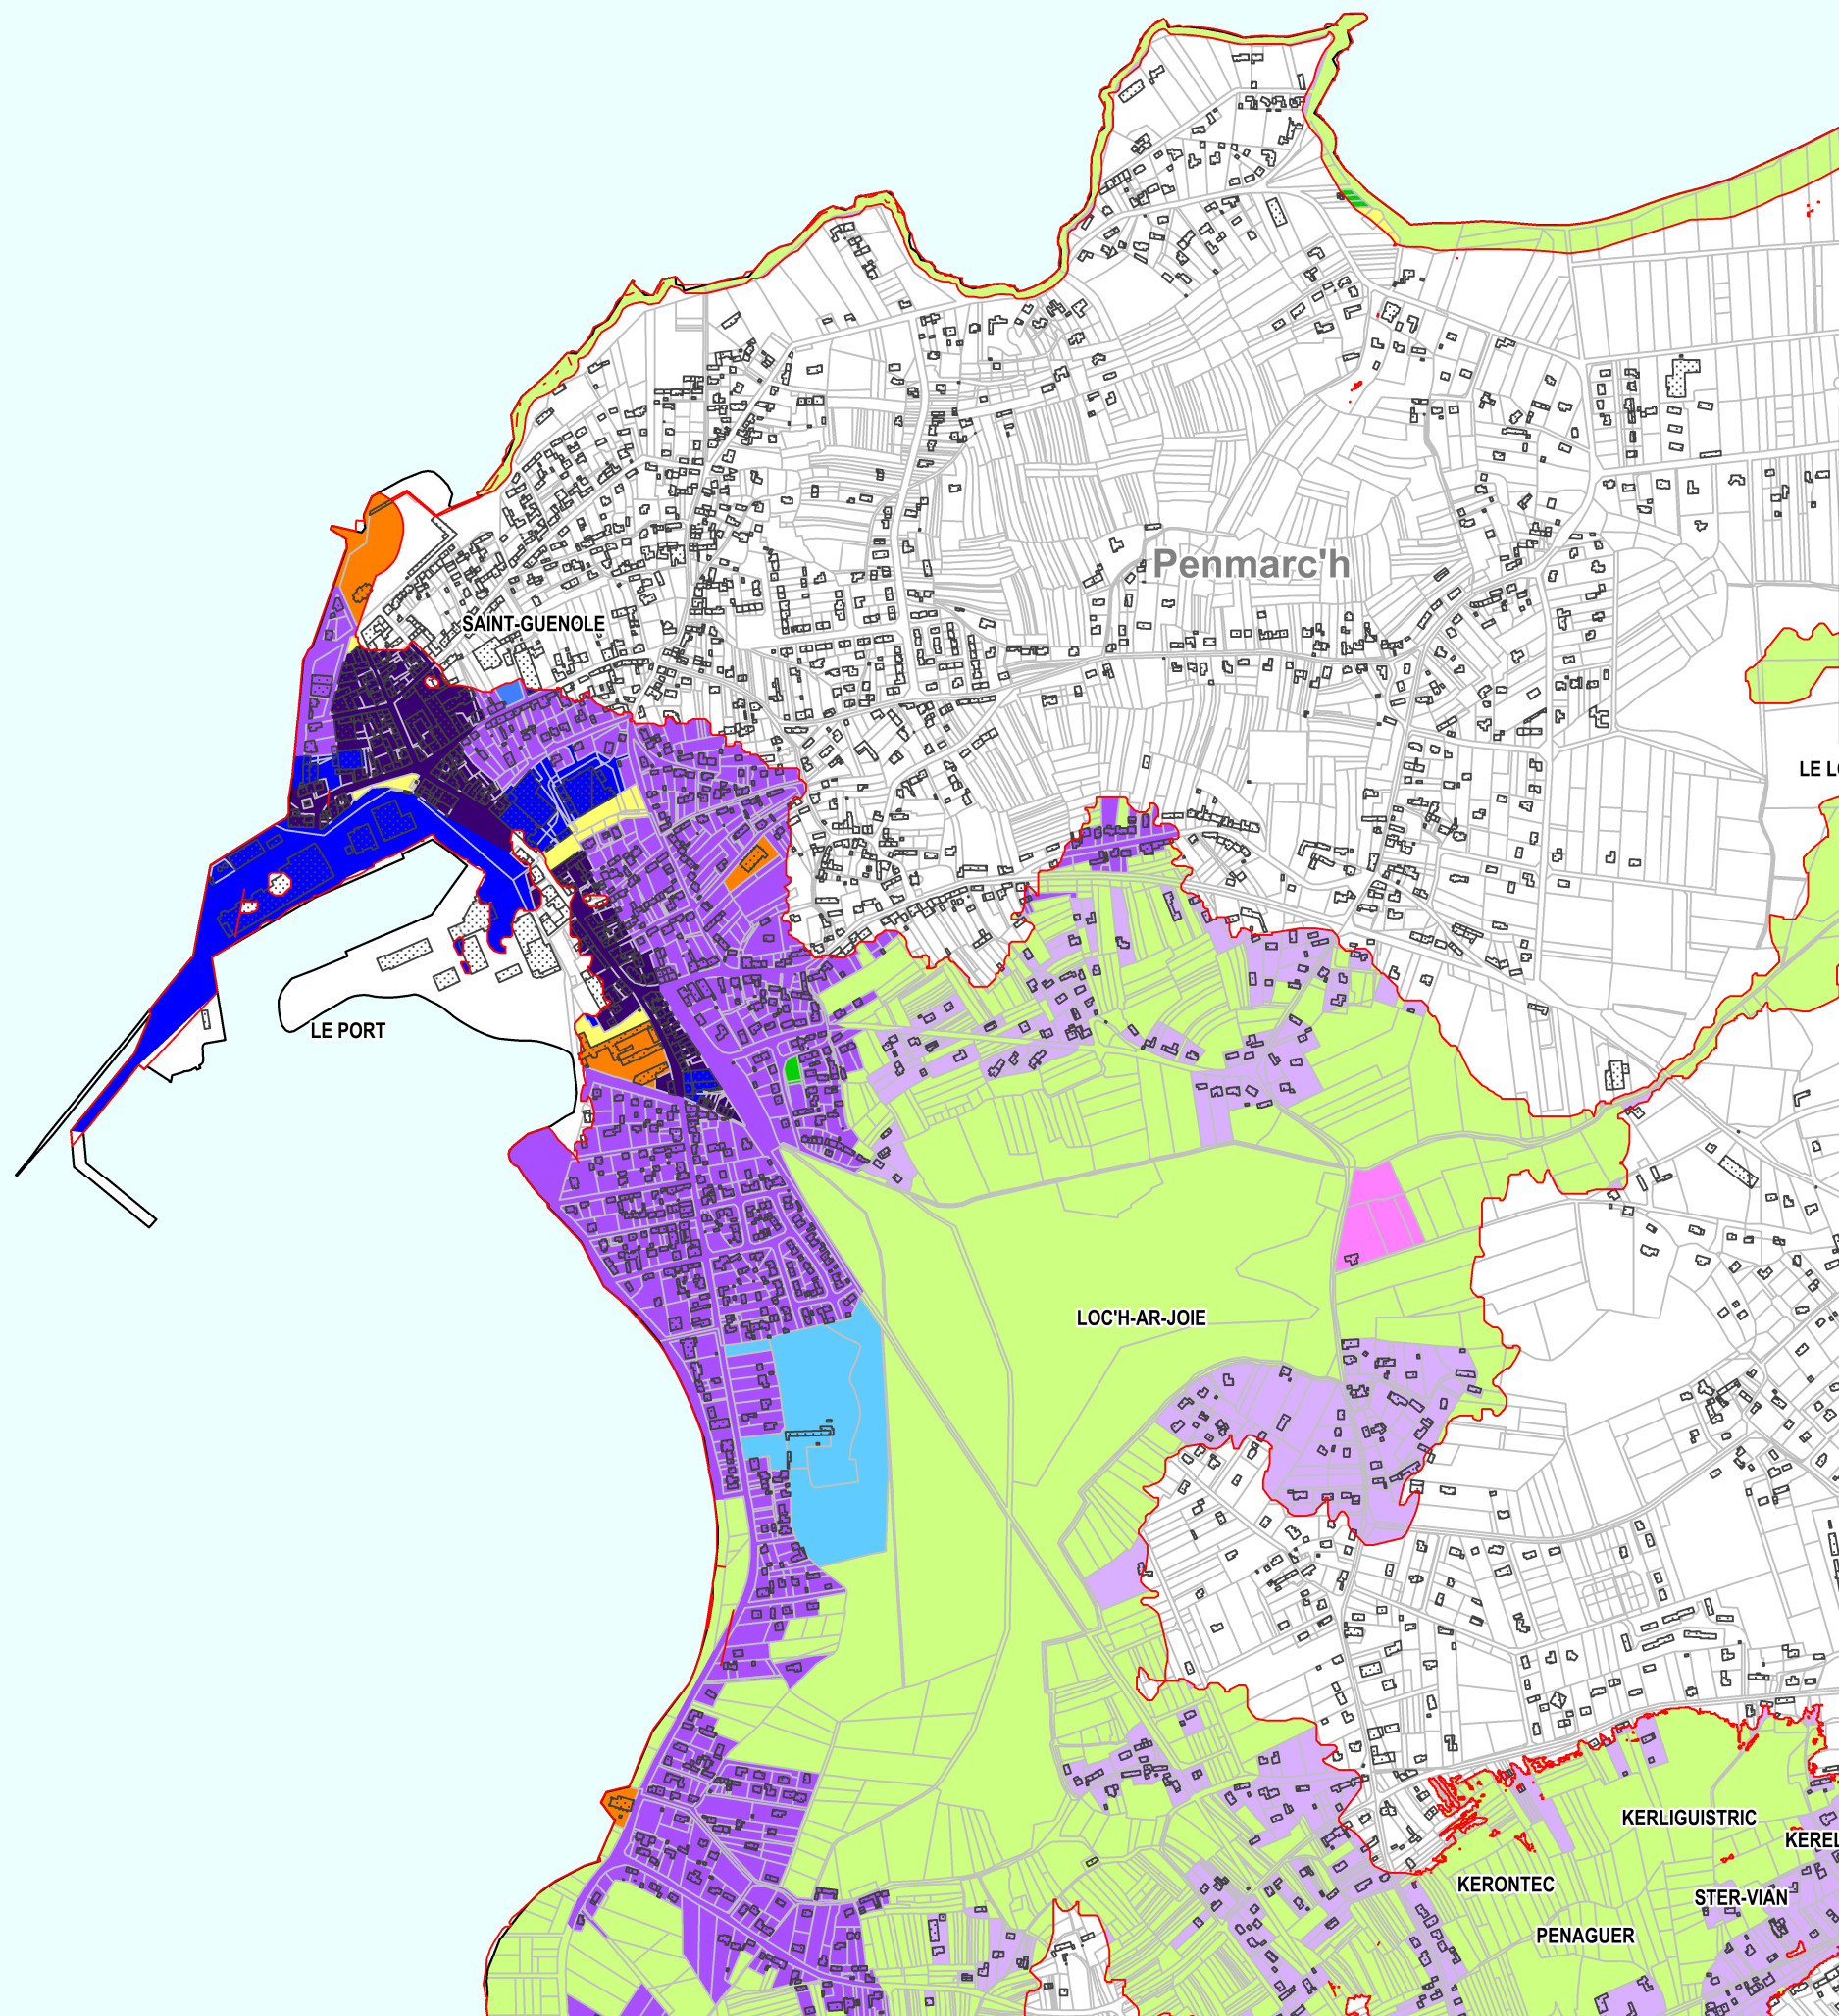 Penmarc'h
SAINT-GUENOLE
LE PORT
LOC'H-AR-JOIE
KERLIGUISTRIC
KERONTEC
STER-VIAN
PENAGUER